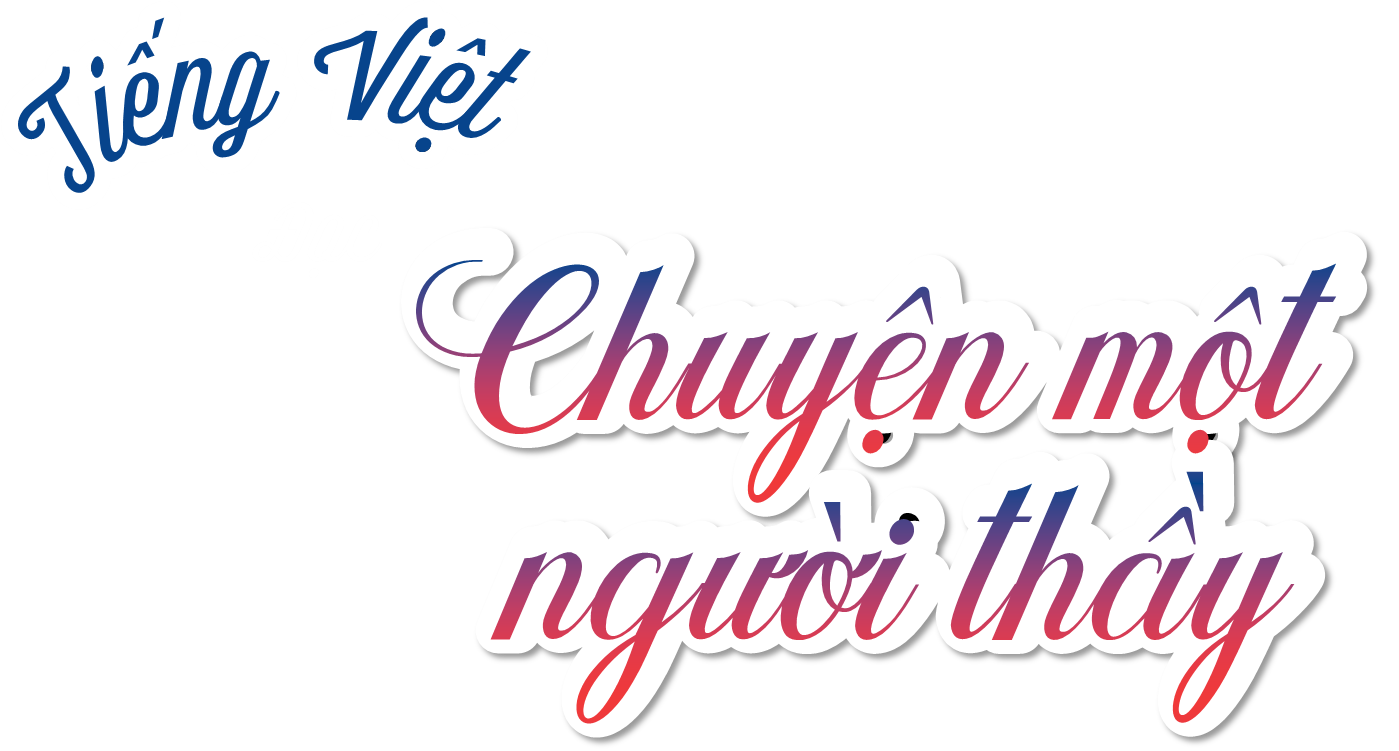 Tiếng Việt
Chuyện một
người thầy